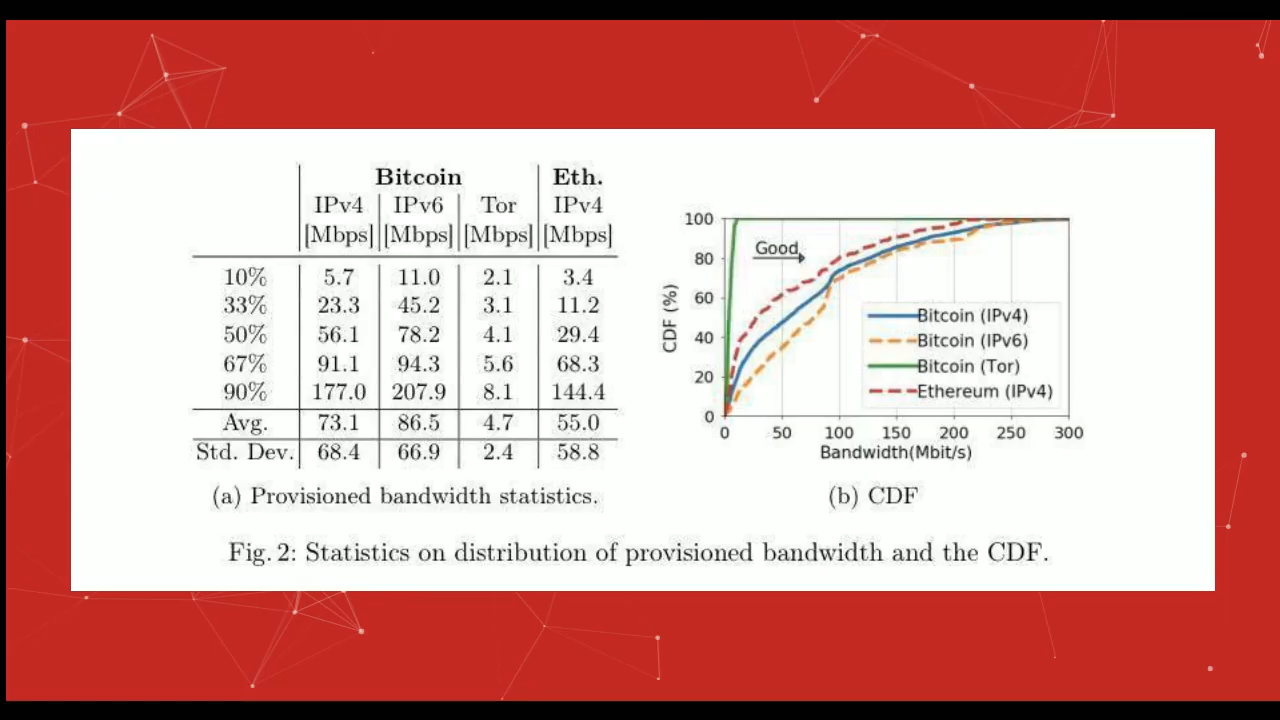 Bitcoin Eth.
IPv4 IPv6 Tor IPv4
[Mbps] [Mbps] [Mbps] [Mbps]
10% 5.7 11.0 2.1 3.4
33% 23.3 45.2 3.1 11.2
50% 56.1 78.2 4.1 29.4
67% 91.1 94.3 5.6 68.3
90% 177.0 207.9 8.1 144.4
Avg. 73.1 86.5 4.7 55.0
Std. Dev. 68.4 66.9 2.4 58.8
(a) Provisioned bandwidth statistics.
CDF (%)
100
80
60
40
20
0
Good
Bitcoin (IPv4)
Bitcoin (IPv6)
Bitcoin (Tor)
Ethereum (IPv4)
0 50 100 150 200 250 300
Bandwidth(Mbit/s)
(b) CDF
Fig. 2: Statistics on distribution of provisioned bandwidth and the CDF.